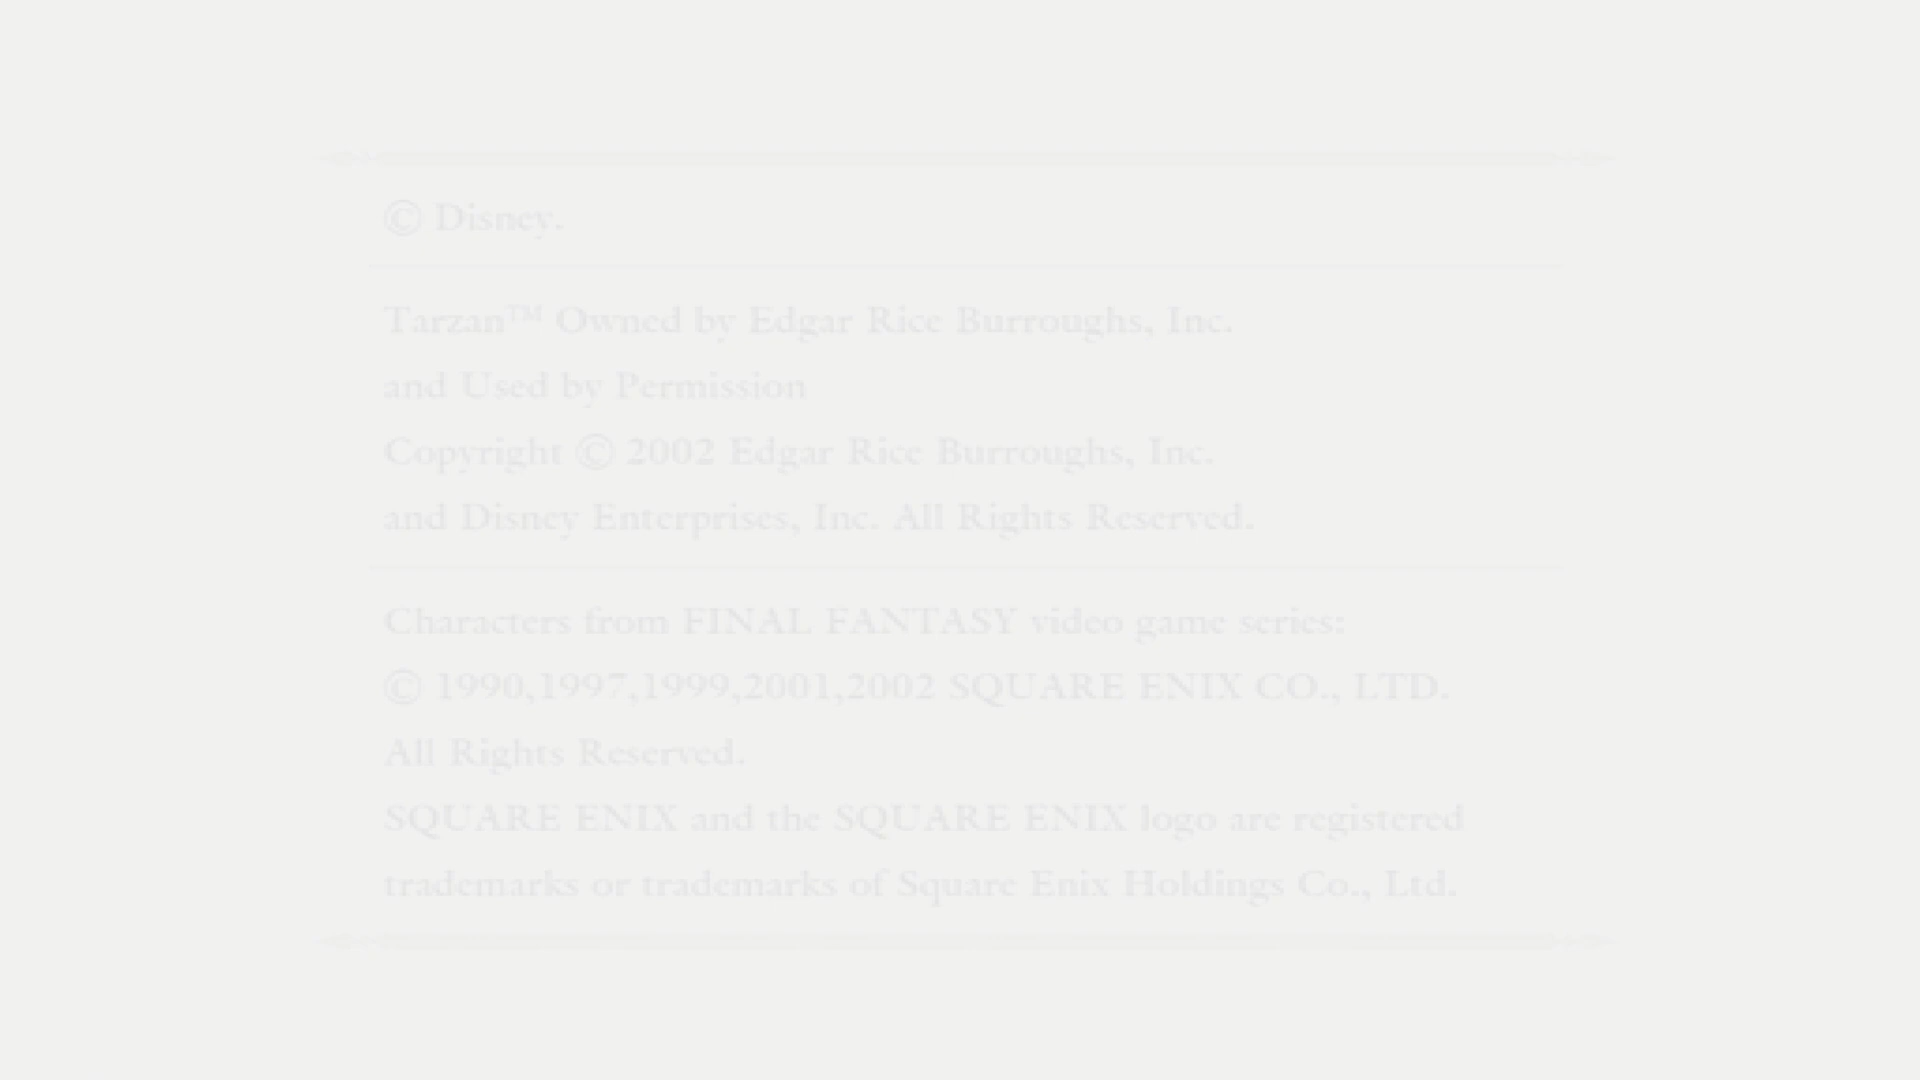 © Disney.
Tarzan™ Owned by Edgar Rice Burroughs, Inc.
and Used by Permission
Copyright © 2002 Edgar Rice Burroughs, Inc.
and Disney Enterprises, Inc. All Rights Reserved.
Characters from FINAL FANTASY video game series:
© 1990,1997,1999,2001,2002 SQUARE ENIX CO., LTD.
All Rights Reserved.
SQUARE ENIX and the SQUARE ENIX logo are registered
trademarks or trademarks of Square Enix Holdings Co., Ltd.